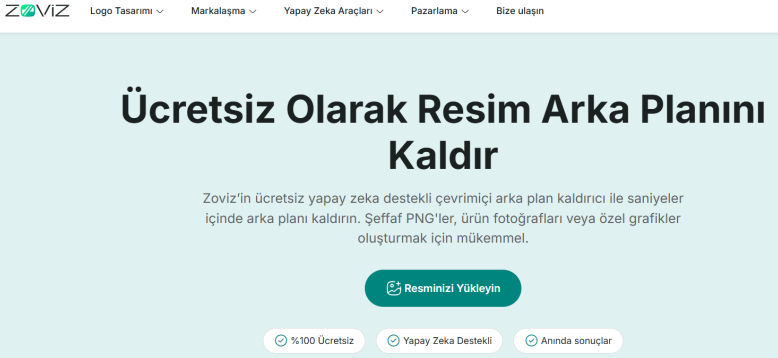 ZOVIZ
Logo Tasarımı
Markalaşma
Yapay Zeka Araçları
Pazarlama
Bize ulaşın
Ücretsiz Olarak Resim Arka Planını
Kaldır
Zoviz'in ücretsiz yapay zeka destekli çevrimiçi arka plan kaldırıcı ile saniyeler
içinde arka planı kaldırın. Şeffaf PNG'ler, ürün fotoğrafları veya özel grafikler
oluşturmak için mükemmel.
Resminizi Yükleyin
%100 Ücretsiz
Yapay Zeka Destekli
Anında sonuçlar